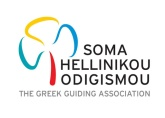 SOMA
HELLINIKOU
ODIGISMOU
THE GREEK GUIDING ASSOCIATION